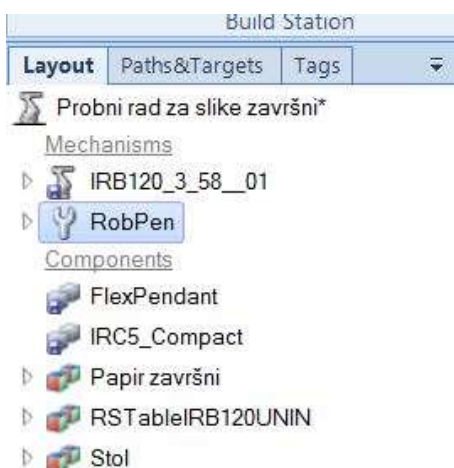 Build Station
Layout Paths&Targets Tags
Probni rad za slike završni*
Mechanisms
IRB120_3_58__01
RobPen
Components
FlexPendant
IRC5_Compact
Papir završni
RSTableIRB120UNIN
Stol